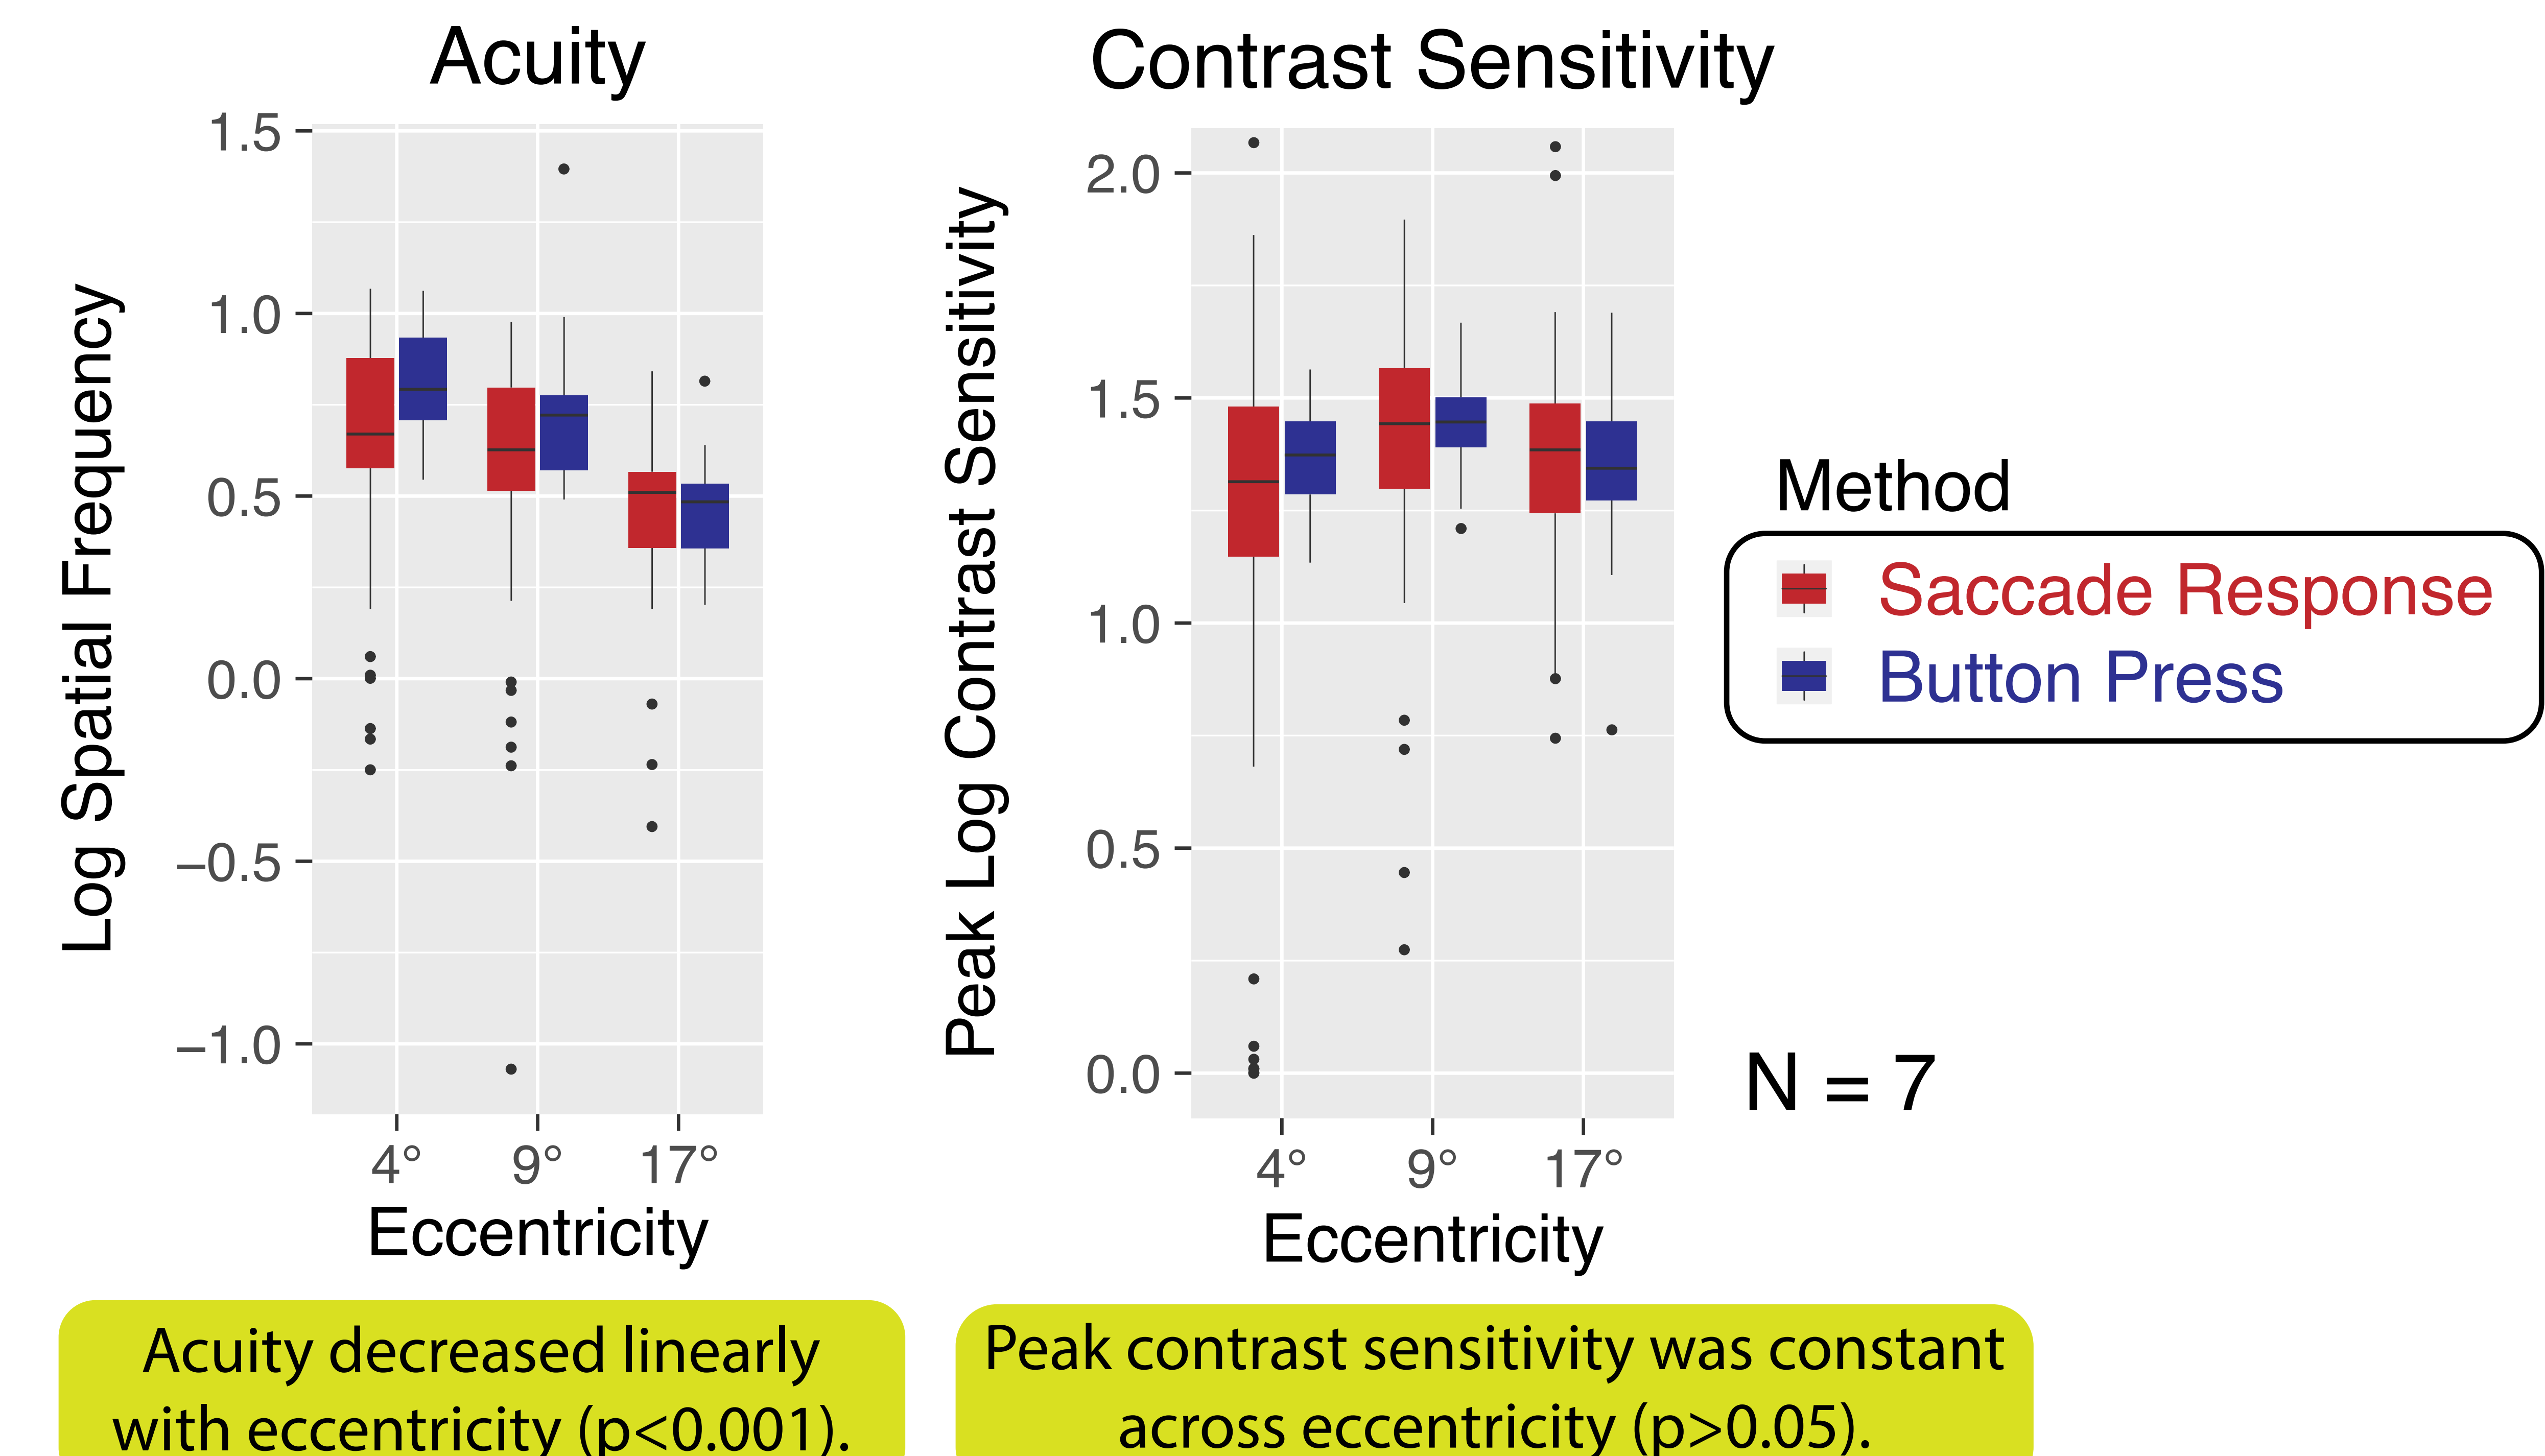 Acuity
Log Spatial Frequency
1.5
1.0
0.5
0.0
−0.5
−1.0
4°
9°
17°
Eccentricity
Acuity decreased linearly
with eccentricity (p<0.001).
Contrast Sensitivity
Peak Log Contrast Sensitivity
2.0
1.5
1.0
0.5
0.0
4°
9°
17°
Eccentricity
Peak contrast sensitivity was constant
across eccentricity (p>0.05).
Method
Saccade Response
Button Press
N = 7